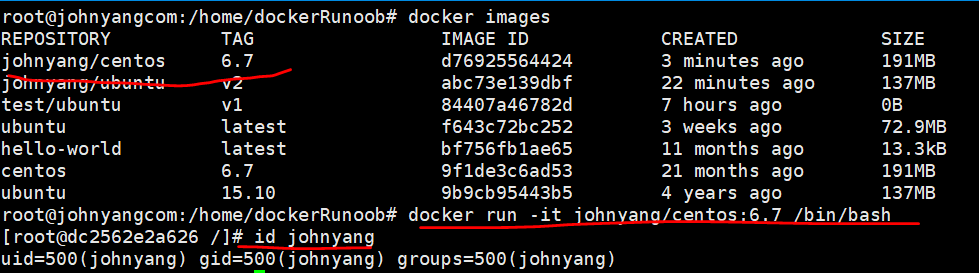 root@johnyangcom:/home/dockerRunoob# docker images
REPOSITORY TAG IMAGE ID CREATED SIZE
johnyang/centos 6.7 d76925564424 3 minutes ago 191MB
johnyang/ubuntu v2 abc73e139dbf 22 minutes ago 137MB
test/ubuntu v1 84407a46782d 7 hours ago 0B
ubuntu latest f643c72bc252 3 weeks ago 72.9MB
hello-world latest bf756fb1ae65 11 months ago 13.3kB
centos 6.7 9f1de3c6ad53 21 months ago 191MB
ubuntu 15.10 9b9cb95443b5 4 years ago 137MB
root@johnyangcom:/home/dockerRunoob# docker run -it johnyang/centos:6.7 /bin/bash
[root@dc2562e2a626 /]# id johnyang
uid=500(johnyang) gid=500(johnyang) groups=500(johnyang)